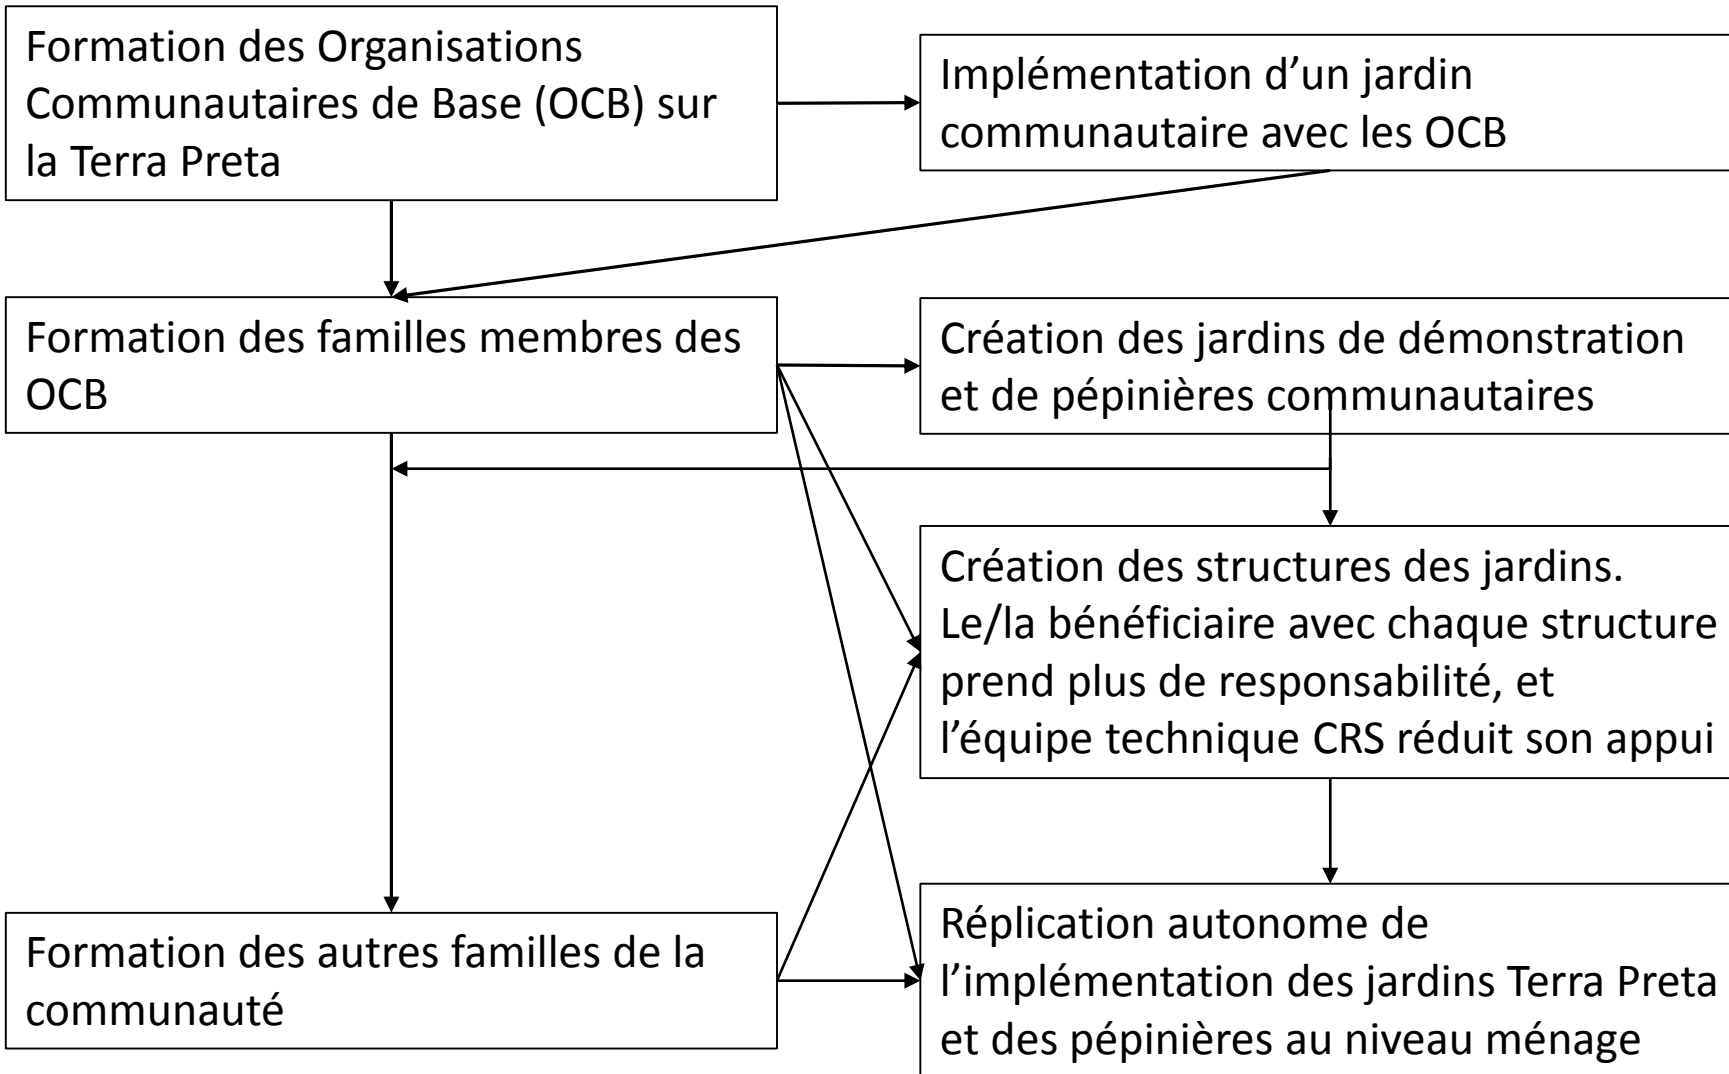 Formation des Organisations
Communautaires de Base (OCB) sur
la Terra Preta
Implémentation d’un jardin
communautaire avec les OCB
Formation des familles membres des
OCB
Création des jardins de démonstration
et de pépinières communautaires
Création des structures des jardins.
Le/la bénéficiaire avec chaque structure
prend plus de responsabilité, et
l’équipe technique CRS réduit son appui
Formation des autres familles de la
communauté
Réplication autonome de
l’implémentation des jardins Terra Preta
et des pépinières au niveau ménage